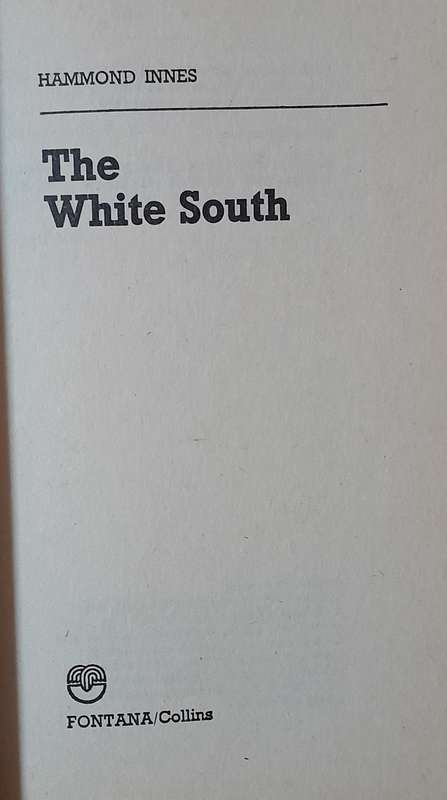 HAMMOND INNES
The
White South
FONTANA/Collins